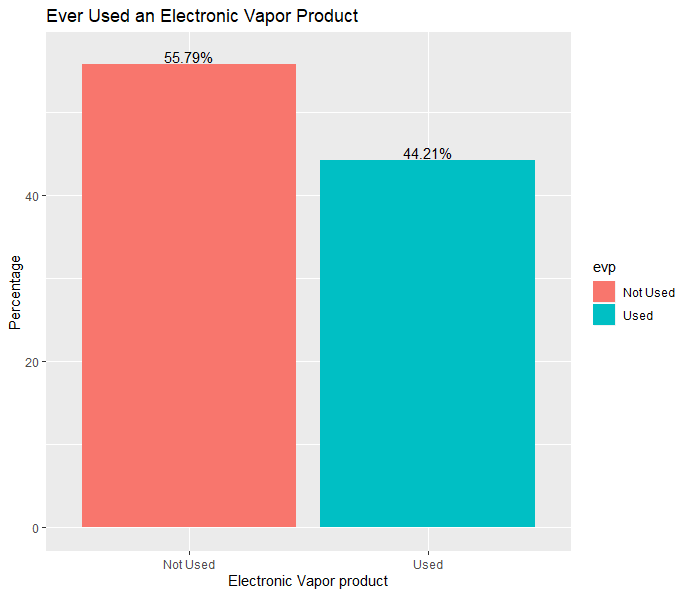 Ever Used an Electronic Vapor Product
55.79%
44.21%
40
20
0
Percentage
Not Used
Used
Electronic Vapor product
evp
Not Used
Used